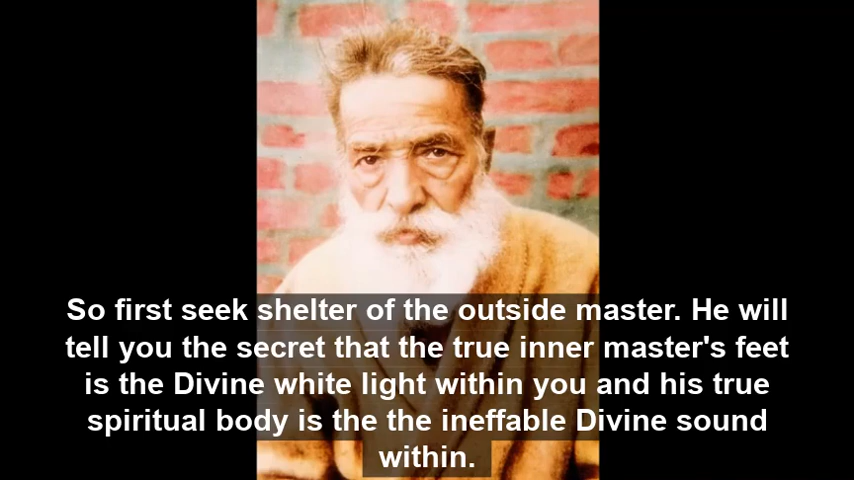 So first seek shelter of the outside master. He will
tell you the secret that the true inner master's feet
is the Divine white light within you and his true
spiritual body is the the ineffable Divine sound
within.